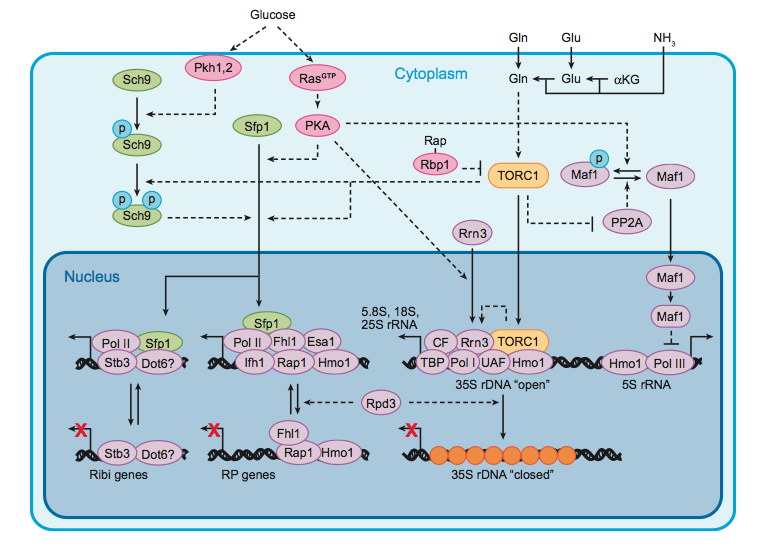 Glucose
Gln
Glu
NH3
Cytoplasm
Sch9
Pkh1,2
RasGTP
Gln
Glu
αKG
p
Sch9
Sfp1
PKA
Rap
Rbp1
TORC1
p
Maf1
Maf1
p
p
Sch9
PP2A
Rrn3
Nucleus
Maf1
Maf1
5.8S, 18S,
25S rRNA
Sfp1
Pol II
Sfp1
Pol II
Fhl1
Esa1
CF
Rrn3
TORC1
Stb3
Dot6?
Ifh1
Rap1
Hmo1
TBP
Pol I
UAF
Hmo1
Hmo1
Pol III
35S rDNA “open”
5S rRNA
Rpd3
X
X
X
Fhl1
Stb3
Dot6?
Rap1
Hmo1
Ribi genes
RP genes
35S rDNA “closed”